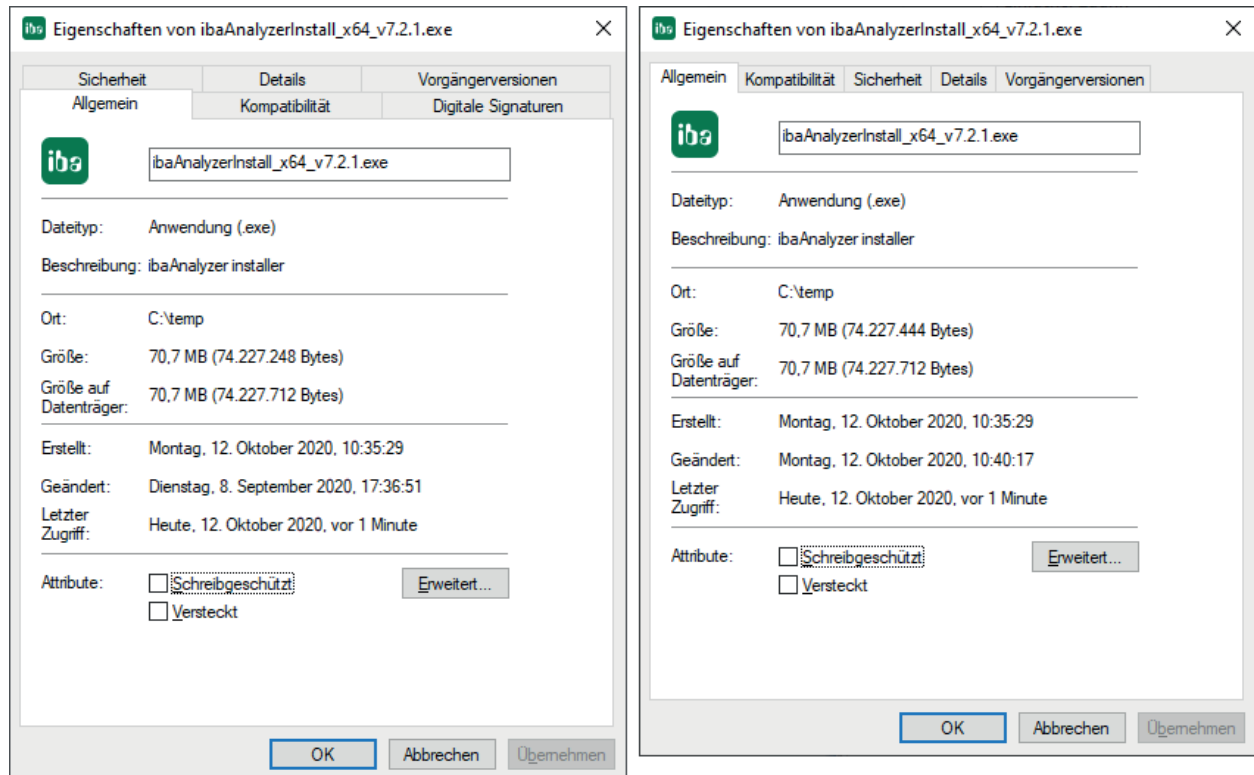 iba Eigenschaften von ibaAnalyzerInstall_x64_v7.2.1.exe
Sicherheit Details Vorgängerversionen
Allgemein Kompatibilität Digitale Signaturen
iba ibaAnalyzerInstall_x64_v7.2.1.exe
Dateityp: Anwendung (.exe)
Beschreibung: ibaAnalyzer installer
Ort: C:\temp
Größe: 70,7 MB (74.227.248 Bytes)
Größe auf
Datenträger: 70,7 MB (74.227.712 Bytes)
Erstellt: Montag, 12. Oktober 2020, 10:35:29
Geändert: Dienstag, 8. September 2020, 17:36:51
Letzter
Zugriff: Heute, 12. Oktober 2020, vor 1 Minute
Attribute: Schreibgeschützt Erweitert...
Versteckt
OK Abbrechen Übernehmen
iba Eigenschaften von ibaAnalyzerInstall_x64_v7.2.1.exe
Allgemein Kompatibilität Sicherheit Details Vorgängerversionen
iba ibaAnalyzerInstall_x64_v7.2.1.exe
Dateityp: Anwendung (.exe)
Beschreibung: ibaAnalyzer installer
Ort: C:\temp
Größe: 70,7 MB (74.227.444 Bytes)
Größe auf
Datenträger: 70,7 MB (74.227.712 Bytes)
Erstellt: Montag, 12. Oktober 2020, 10:35:29
Geändert: Montag, 12. Oktober 2020, 10:40:17
Letzter
Zugriff: Heute, 12. Oktober 2020, vor 1 Minute
Attribute: Schreibgeschützt Erweitert...
Versteckt
OK Abbrechen Übernehmen